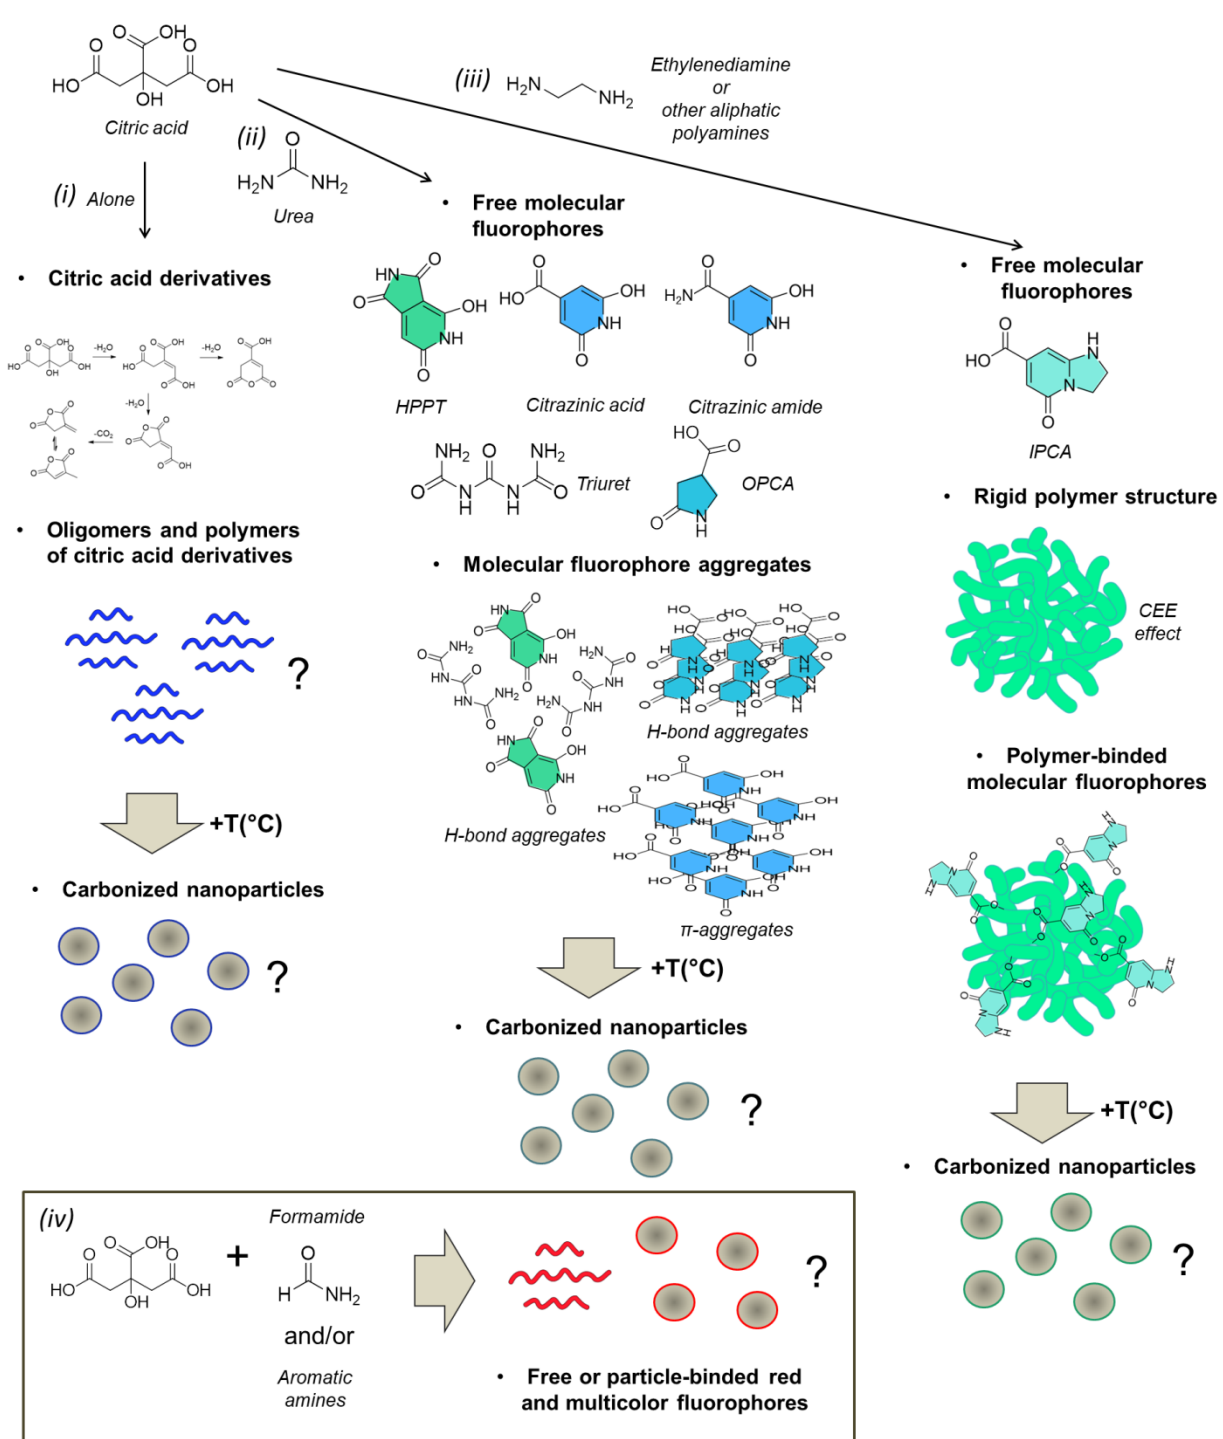 Citric acid
(i) Alone
(ii)
Urea
(iii)
Ethylenediamine
or
other aliphatic
polyamines
• Citric acid derivatives
-H₂O
-H₂O
-H₂O
-CO₂
• Oligomers and polymers
of citric acid derivatives
?
+T(°C)
• Carbonized nanoparticles
?
• Free molecular
fluorophores
HPPT
Citrazinic acid
Citrazinic amide
Triuret
OPCA
• Molecular fluorophore aggregates
H-bond aggregates
H-bond aggregates
π-aggregates
+T(°C)
• Carbonized nanoparticles
?
• Free molecular
fluorophores
IPCA
• Rigid polymer structure
CEE
effect
• Polymer-binded
molecular fluorophores
+T(°C)
• Carbonized nanoparticles
?
(iv)
+
Formamide
and/or
Aromatic
amines
?
• Free or particle-binded red
and multicolor fluorophores